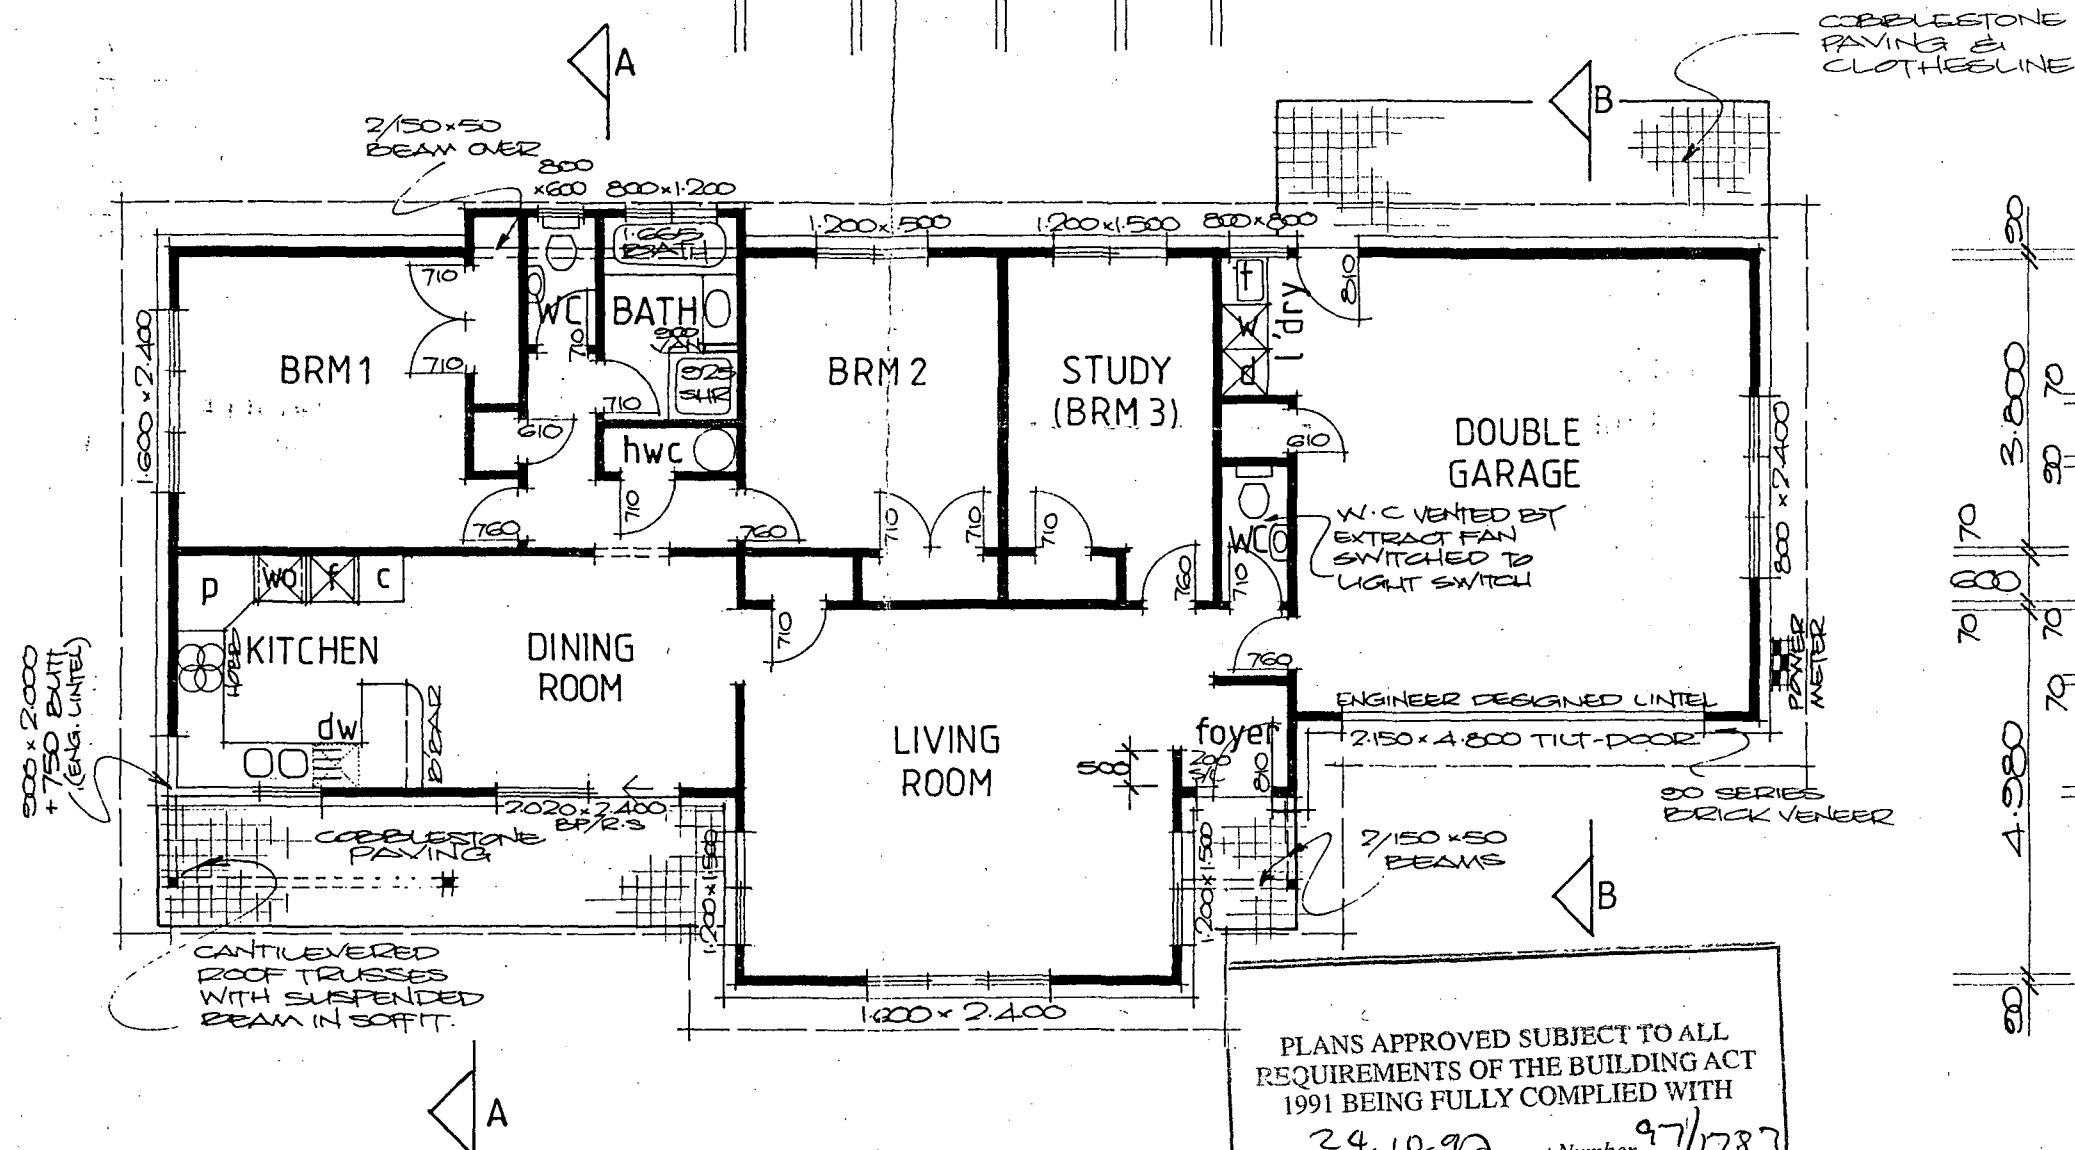 COBBLESTONE
PAVING &
CLOTHESLINE
A
B
2/150×50
BEAM OVER
800
×600
800×1·200
1·200×1·500
800×800
1·665
BATH
710
710
WC
710
BATH
900
VAN
925
SHR
710
610
hwc
710
760
760
BRM 1
1·600×2·400
BRM 2
710
710
STUDY
(BRM 3)
710
760
f
W
d
l'dry
810
610
WC
710
W.C VENTED BY
EXTRACT FAN
SWITCHED TO
LIGHT SWITCH
DOUBLE
GARAGE
800 × 2·400
POWER
METER
90
3·800
70
600
70
4·980
90
70
90
70
70
p
wo
f
c
HOBB
KITCHEN
dw
B'BAR
DINING
ROOM
710
760
LIVING
ROOM
foyer
500
200
S/L
810
ENGINEER DESIGNED LINTEL
2·150×4·800 TILT-DOOR
90 SERIES
BRICK VENEER
+750 BUTT
(ENG. LINTEL)
2·020×2·400
BP/R.S
COBBLESTONE
PAVING
1·200×1·500
1·200×1·500
2/150×50
BEAMS
B
CANTILEVERED
ROOF TRUSSES
WITH SUSPENDED
BEAM IN SOFFIT.
1·600×2·400
A
PLANS APPROVED SUBJECT TO ALL
REQUIREMENTS OF THE BUILDING ACT
1991 BEING FULLY COMPLIED WITH
24.10.97 Number 97/1787